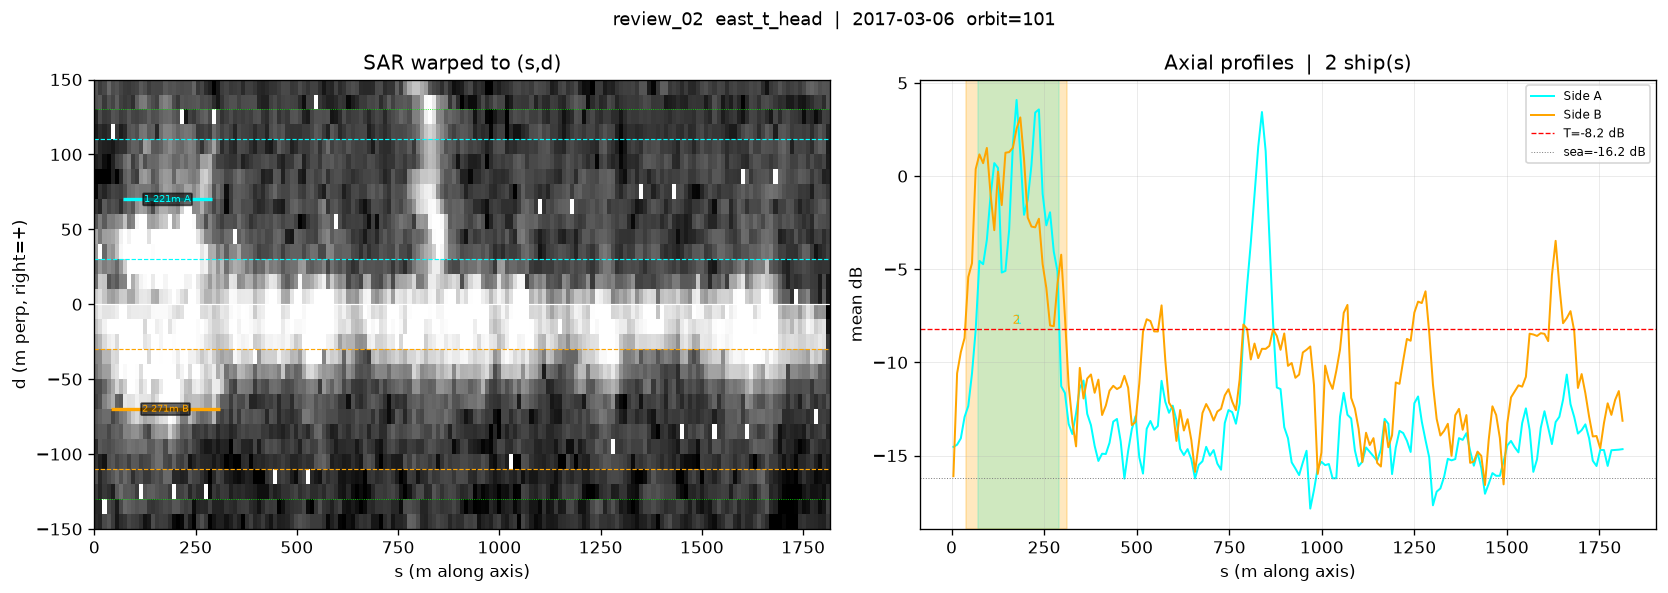 review_02  east_t_head  |  2017-03-06  orbit=101
SAR warped to (s,d)
150
100
50
0
−50
−100
−150
d (m perp, right=+)
1 221m A
2 271m B
0
250
500
750
1000
1250
1500
1750
s (m along axis)
Axial profiles  |  2 ship(s)
5
0
−5
−10
−15
mean dB
Side A
Side B
T=-8.2 dB
sea=-16.2 dB
0
250
500
750
1000
1250
1500
1750
s (m along axis)